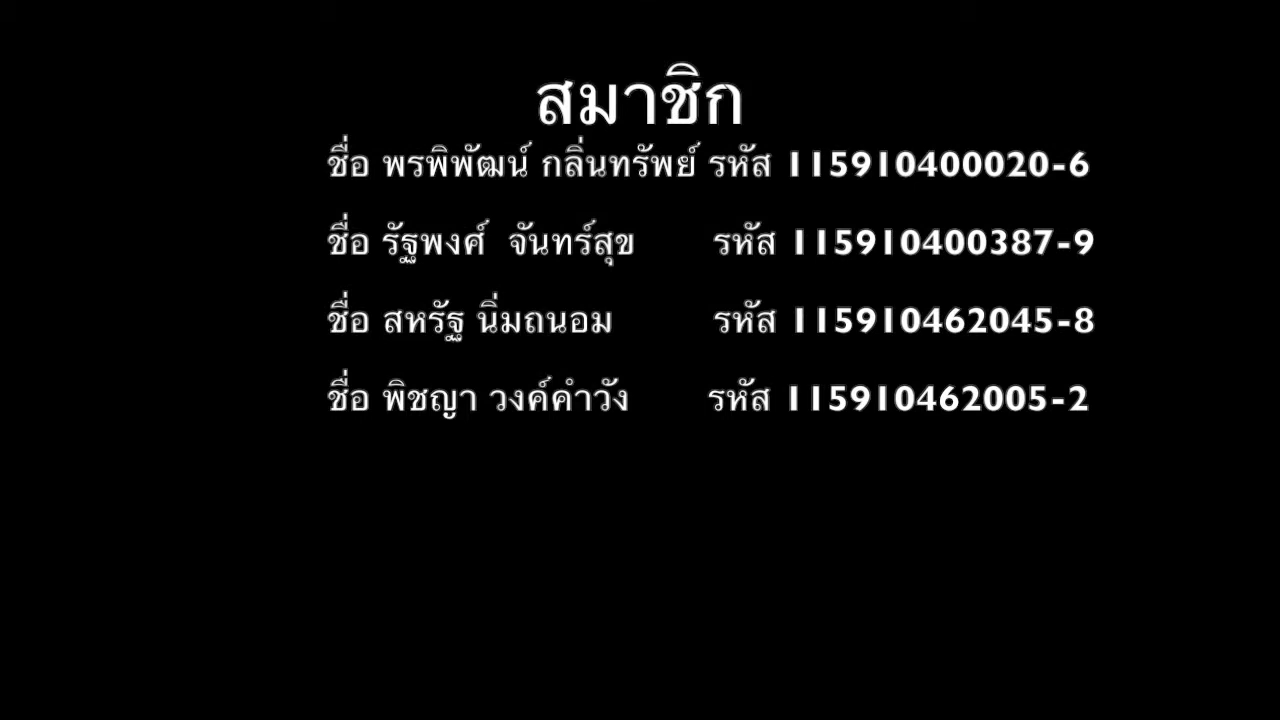 สมาชิก
ชื่อ พรพิพัฒน์ กลิ่นทรัพย์ รหัส 115910400020-6
ชื่อ รัฐพงศ์ จันทร์สุข รหัส 115910400387-9
ชื่อ สหรัฐ นิ่มถนอม รหัส 115910462045-8
ชื่อ พิชญา วงค์คำวัง รหัส 115910462005-2